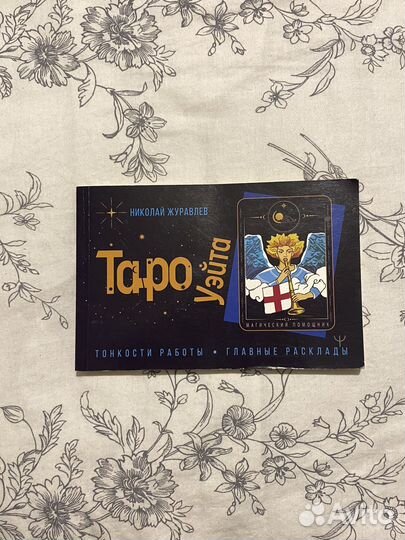 НИКОЛАЙ ЖУРАВЛЕВ
Таро
Уэйта
МАГИЧЕСКИЙ ПОМОЩНИК
ТОНКОСТИ РАБОТЫ • ГЛАВНЫЕ РАСКЛАДЫ
Avito